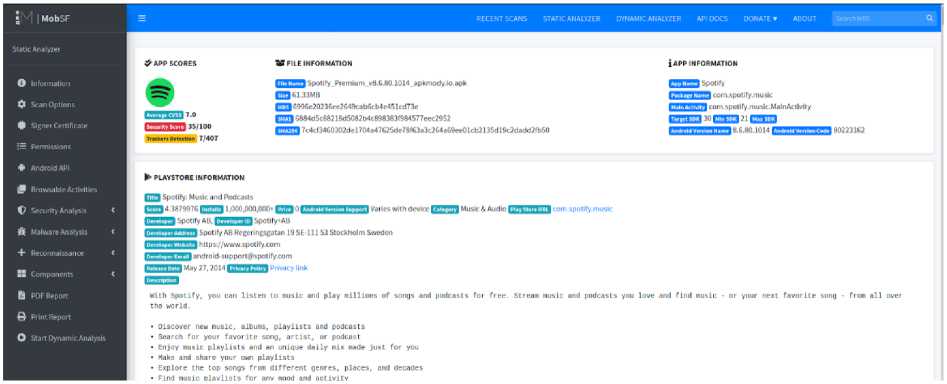 MobSF
RECENT SCANS STATIC ANALYZER DYNAMIC ANALYZER API DOCS DONATE ▾ ABOUT Search MD5
Static Analyzer
Information
Scan Options
Signer Certificate
Permissions
Android API
Browsable Activities
Security Analysis
Malware Analysis
Reconnaissance
Components
PDF Report
Print Report
Start Dynamic Analysis
APP SCORES
Average CVSS 7.0
Security Score 35/100
Trackers Detection 7/407
FILE INFORMATION
File Name Spotify_Premium_v8.6.80.1014_apkmody.io.apk
Size 61.33MB
MD5
SHA1
SHA256
APP INFORMATION
App Name Spotify
Package Name com.spotify.music
Main Activity com.spotify.music.MainActivity
Target SDK 30 Min SDK 21 Max SDK
Android Version Name 8.6.80.1014 Android Version Code 80223162
PLAYSTORE INFORMATION
Title Spotify: Music and Podcasts
Score 4.3879976 Installs 1,000,000,000+ Price 0 Android Version Support Varies with device Category Music & Audio Play Store URL com.spotify.music
Developer Spotify AB, Developer ID Spotify+AB
Developer Address Spotify AB Regeringsgatan 19 SE-111 53 Stockholm Sweden
Developer Website https://www.spotify.com
Developer Email android-support@spotify.com
Release Date May 27, 2014 Privacy Policy Privacy link
Description
With Spotify, you can listen to music and play millions of songs and podcasts for free. Stream music and podcasts you love and find music - or your next favorite song - from all over
the world.
• Discover new music, albums, playlists and podcasts
• Search for your favorite song, artist, or podcast
• Enjoy music playlists and an unique daily mix made just for you
• Make and share your own playlists
• Explore the top songs from different genres, places, and decades
• Find music playlists for any mood and activity